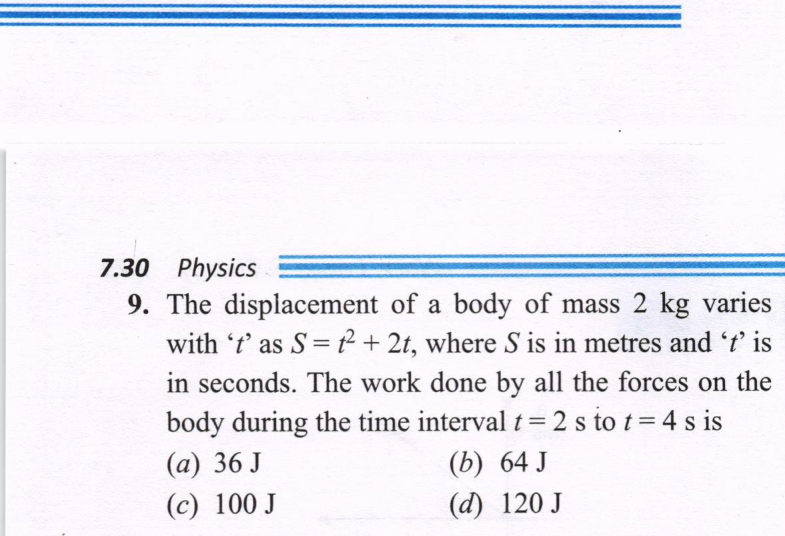 7.30 Physics
9. The displacement of a body of mass 2 kg varies
with ‘t’ as S = t² + 2t, where S is in metres and ‘t’ is
in seconds. The work done by all the forces on the
body during the time interval t = 2 s to t = 4 s is
(a) 36 J (b) 64 J
(c) 100 J (d) 120 J